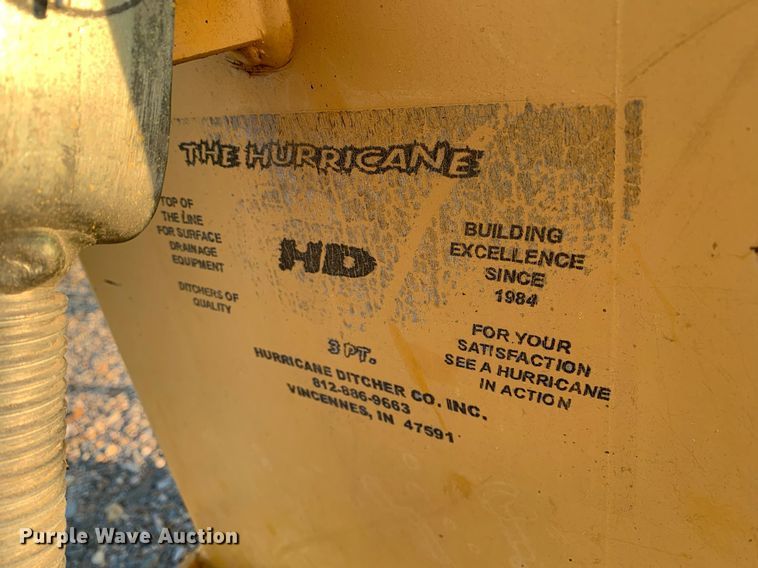 THE HURRICANE
TOP OF
THE LINE
FOR SURFACE
DRAINAGE
EQUIPMENT
DITCHERS OF
QUALITY
HD
BUILDING
EXCELLENCE
SINCE
1984
FOR YOUR
SATISFACTION
SEE A HURRICANE
IN ACTION
3 PT.
HURRICANE DITCHER CO. INC.
812-886-9663
VINCENNES, IN 47591
Purple Wave Auction